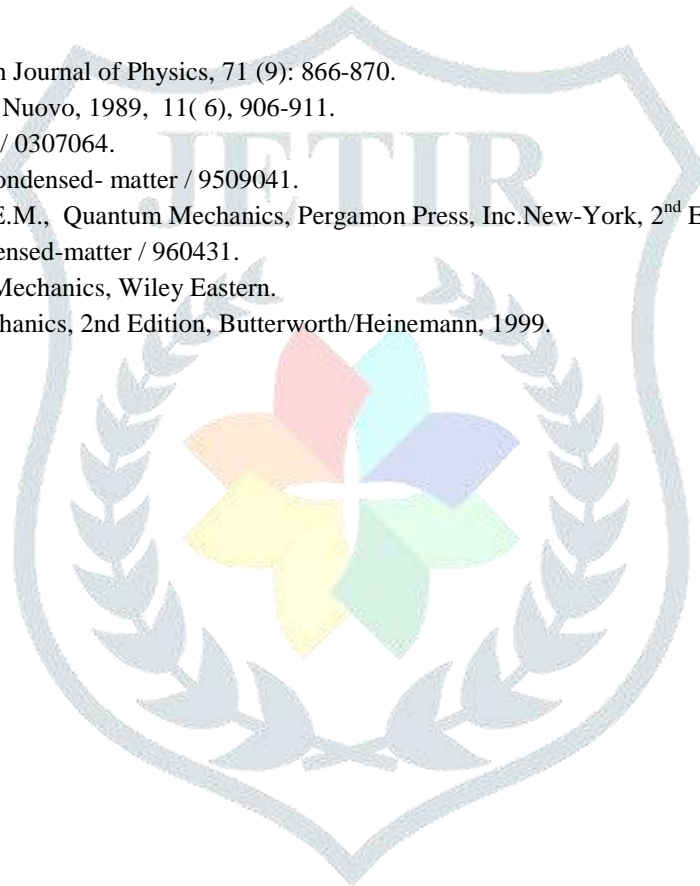 n Journal of Physics, 71 (9): 866-870.
Nuovo, 1989, 11( 6), 906-911.
/ 0307064.
ondensed- matter / 9509041.
E.M., Quantum Mechanics, Pergamon Press, Inc.New-York, 2nd E
ensed-matter / 960431.
Mechanics, Wiley Eastern.
hanics, 2nd Edition, Butterworth/Heinemann, 1999.
JETIR